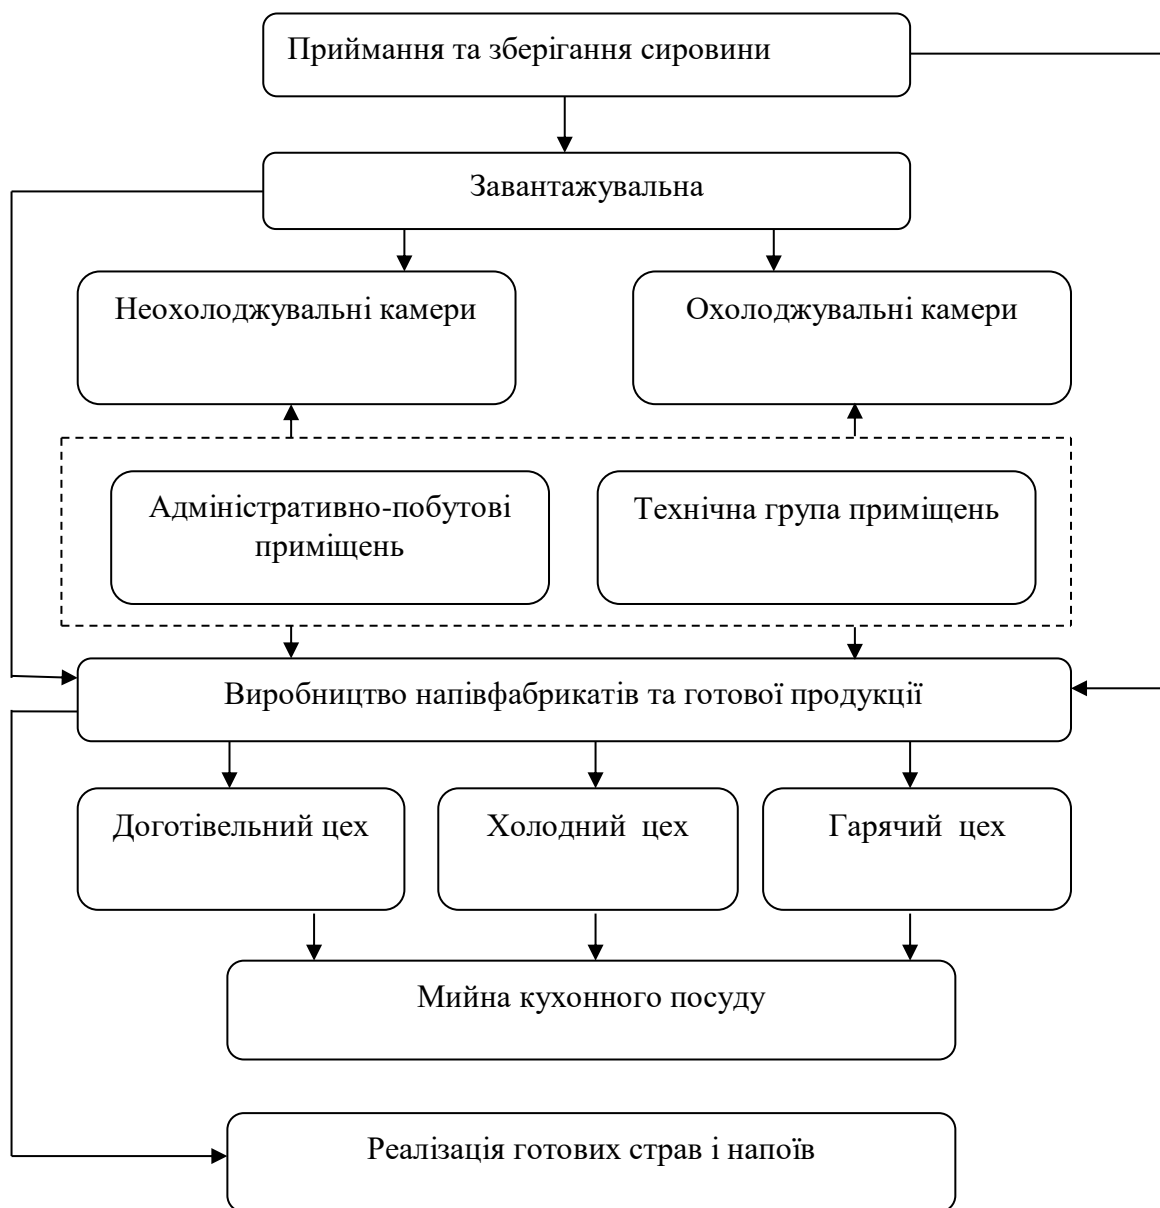 Приймання та зберігання сировини
Завантажувальна
Неохолоджувальні камери
Охолоджувальні камери
Адміністративно-побутові
приміщень
Технічна група приміщень
Виробництво напівфабрикатів та готової продукції
Доготівельний цех
Холодний  цех
Гарячий  цех
Мийна кухонного посуду
Реалізація готових страв і напоїв